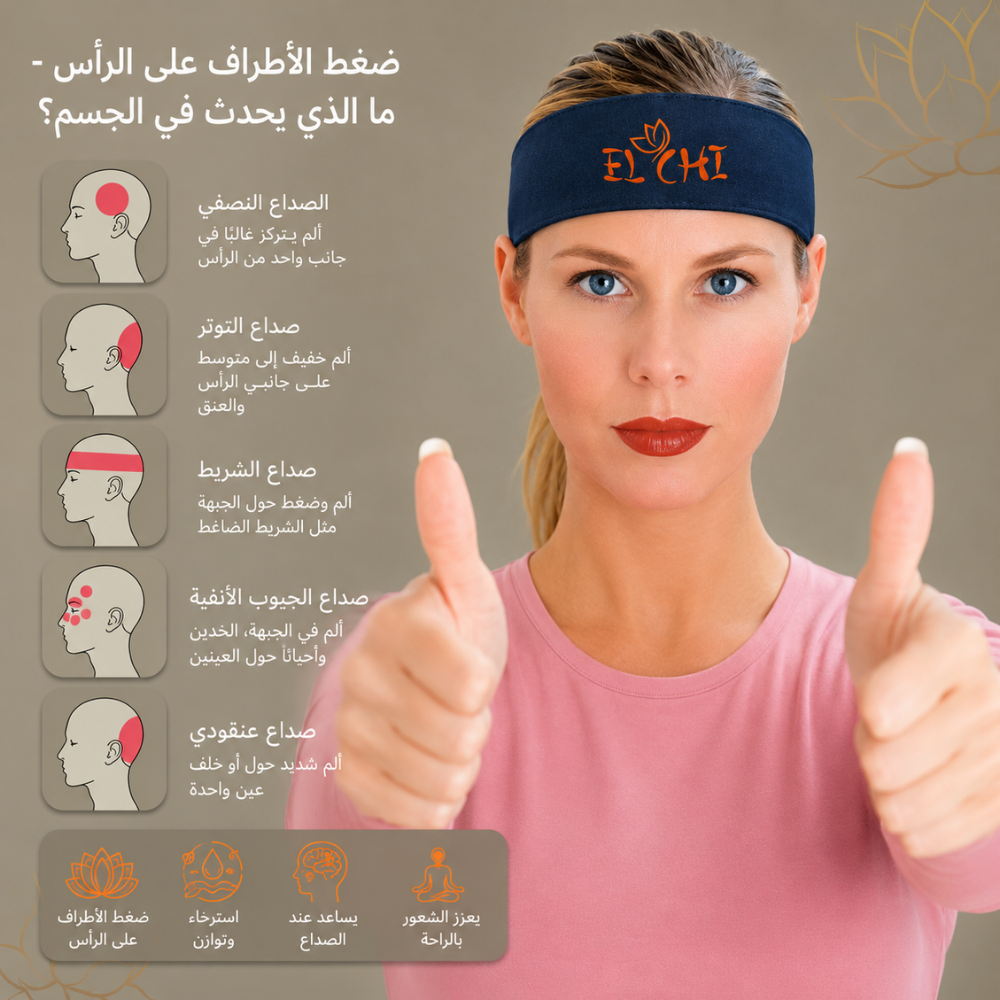 ضغط الأطراف على الرأس -
ما الذي يحدث في الجسم؟
EL CHI
الصداع النصفي
ألم يتركز غالبًا في
جانب واحد من الرأس
صداع التوتر
ألم خفيف إلى متوسط
على جانبي الرأس
والعنق
صداع الشريط
ألم وضغط حول الجبهة
مثل الشريط الضاغط
صداع الجيوب الأنفية
ألم في الجبهة، الخدين
وأحيانًا حول العينين
صداع عنقودي
ألم شديد حول أو خلف
عين واحدة
يعزز الشعور
بالراحة
يساعد عند
الصداع
استرخاء
وتوازن
ضغط الأطراف
على الرأس